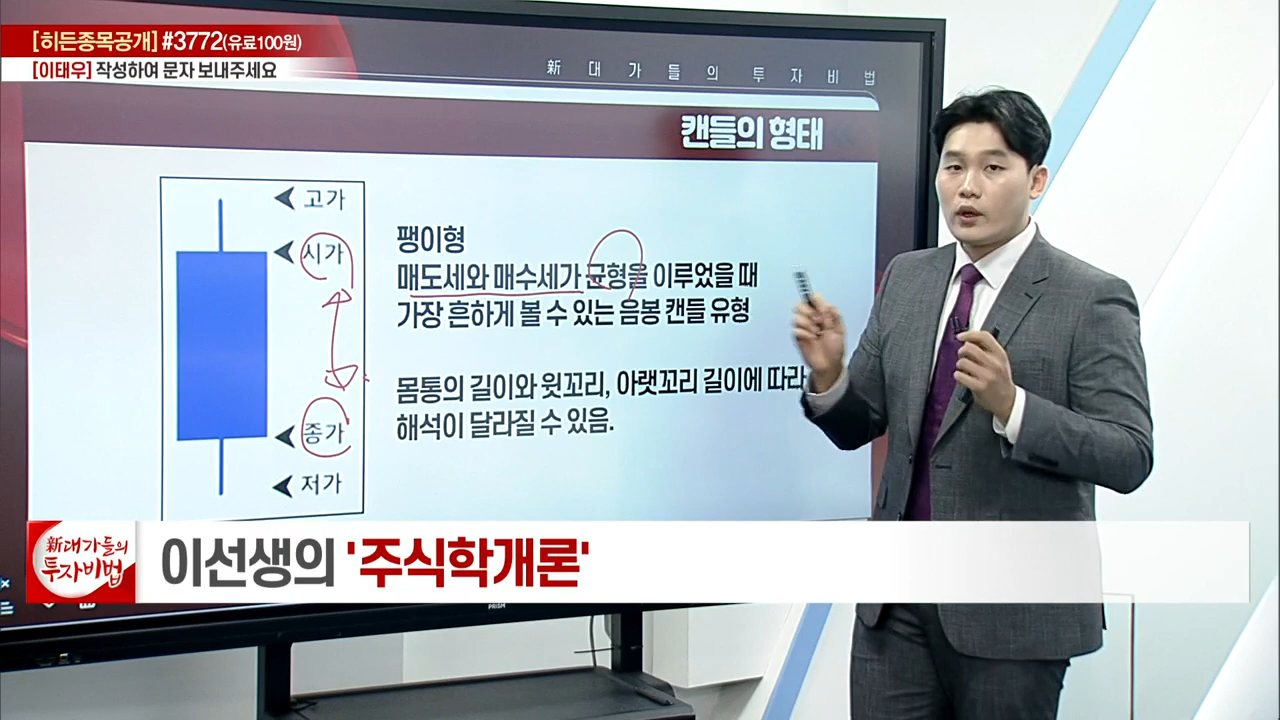 [히든종목공개] #3772(유료100원)
[이태우] 작성하여 문자 보내주세요
新 대 가 들 의 투 자 비 법
캔들의 형태
고가
시가
종가
저가
팽이형
매도세와 매수세가 균형을 이루었을 때
가장 흔하게 볼 수 있는 음봉 캔들 유형
몸통의 길이와 윗꼬리, 아랫꼬리 길이에 따라
해석이 달라질 수 있음.
新대가들의
투자비법
이선생의 '주식학개론'
PRISM